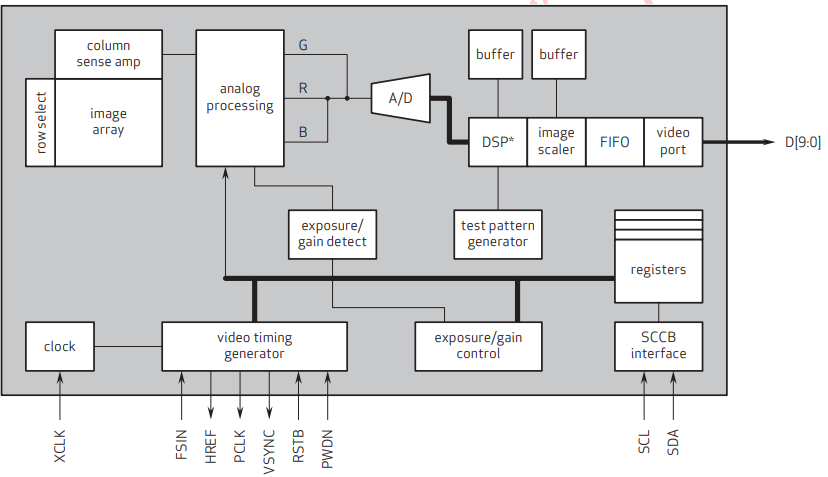 column
sense amp
row select
image
array
analog
processing
G
R
B
A/D
buffer
buffer
DSP*
image
scaler
FIFO
video
port
D[9:0]
exposure/
gain detect
test pattern
generator
registers
clock
video timing
generator
exposure/gain
control
SCCB
interface
XCLK
FSIN
HREF
PCLK
VSYNC
RSTB
PWDN
SCL
SDA